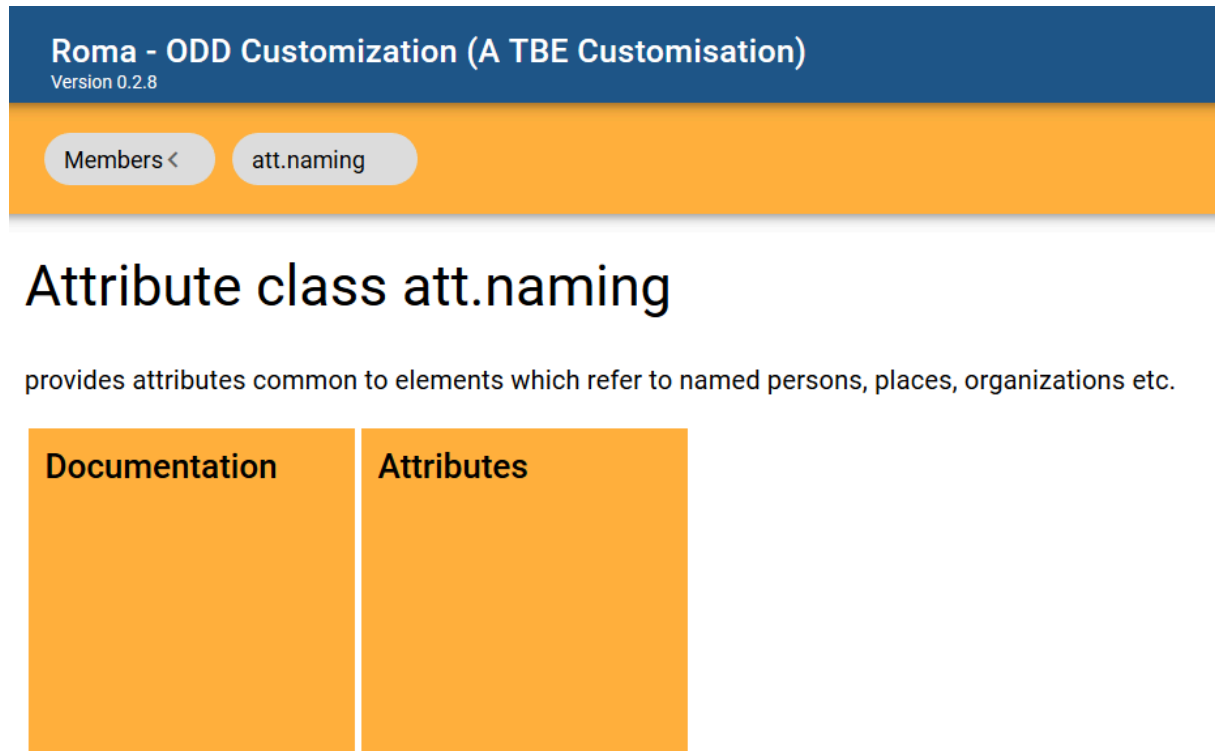 Roma - ODD Customization (A TBE Customisation)
Version 0.2.8
Members <
att.naming
Attribute class att.naming
provides attributes common to elements which refer to named persons, places, organizations etc.
Documentation
Attributes